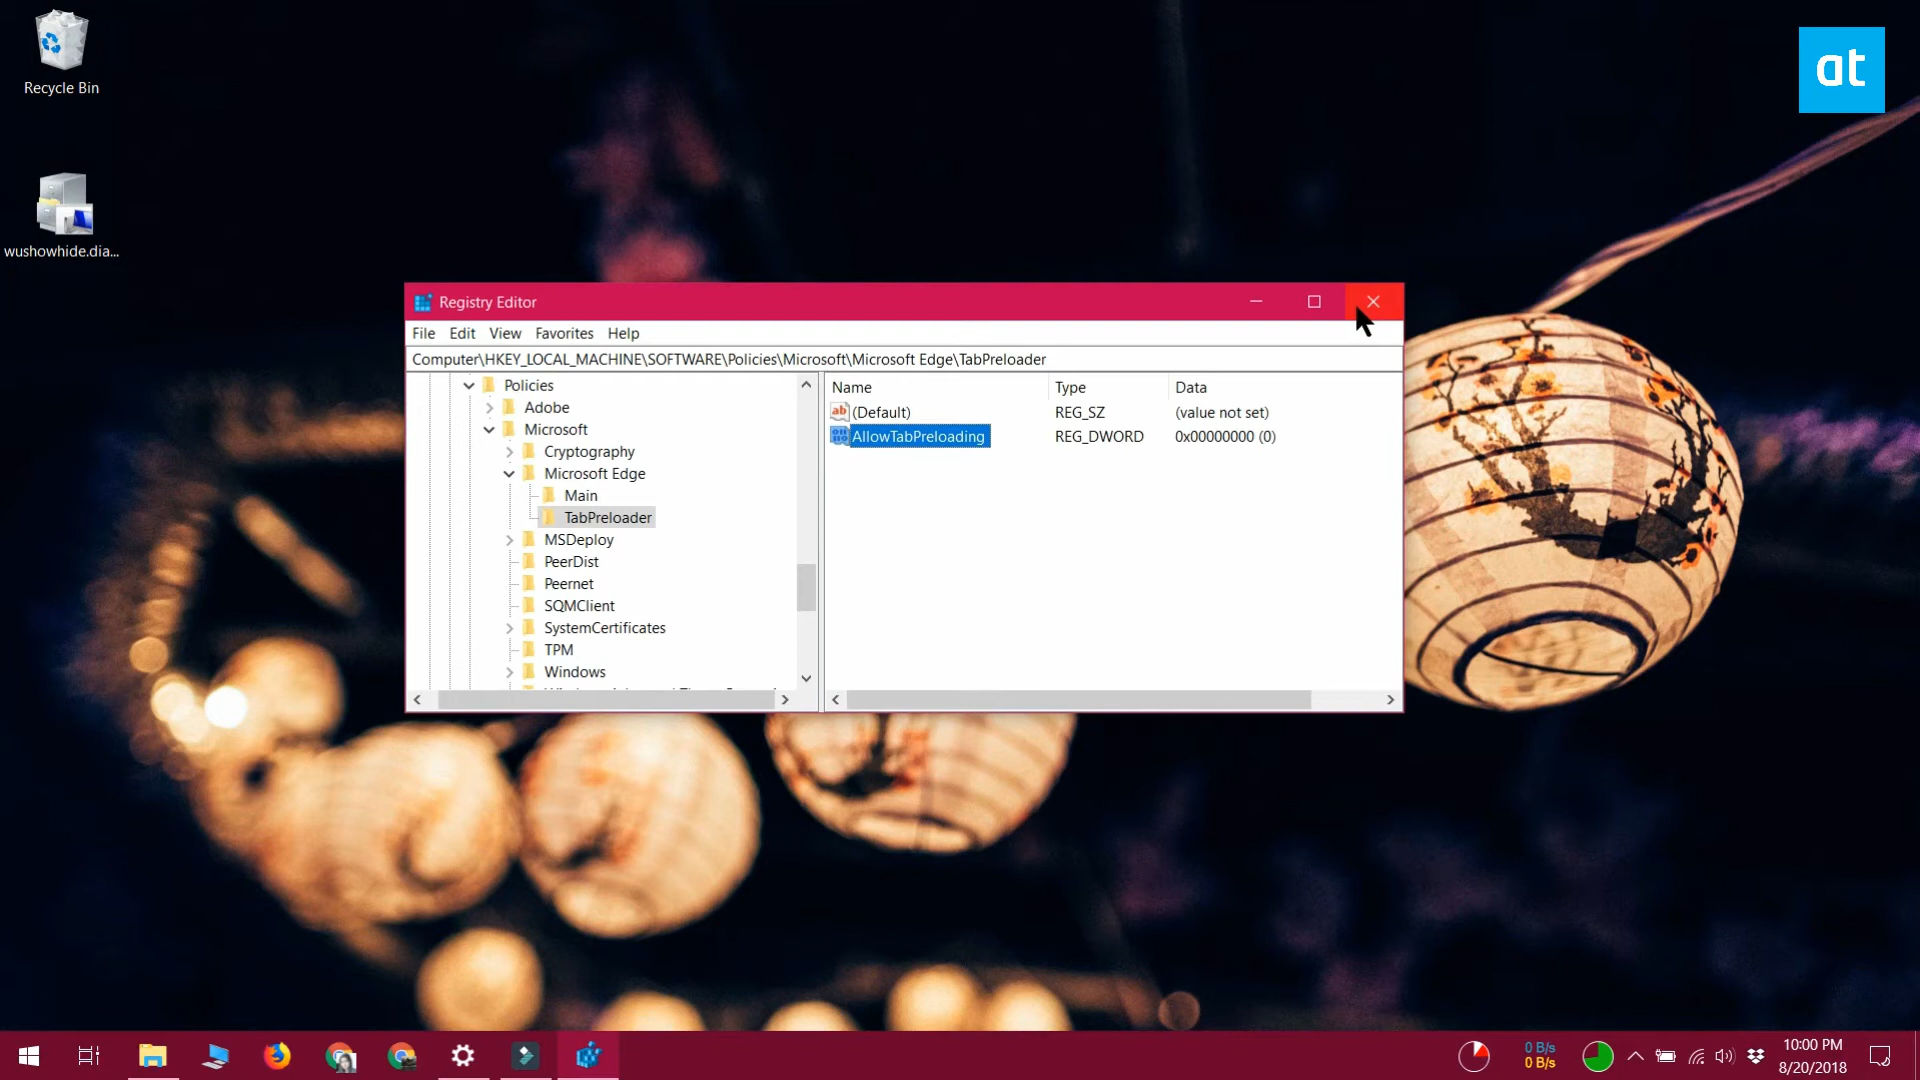 Recycle Bin
at
wushowhide.dia...
Registry Editor
File Edit View Favorites Help
Computer\HKEY_LOCAL_MACHINE\SOFTWARE\Policies\Microsoft\Microsoft Edge\TabPreloader
Policies
Adobe
Microsoft
Cryptography
Microsoft Edge
Main
TabPreloader
MSDeploy
PeerDist
Peernet
SQMClient
SystemCertificates
TPM
Windows
Name Type Data
ab (Default) REG_SZ (value not set)
AllowTabPreloading REG_DWORD 0x00000000 (0)
0 B/s
0 B/s
10:00 PM
8/20/2018